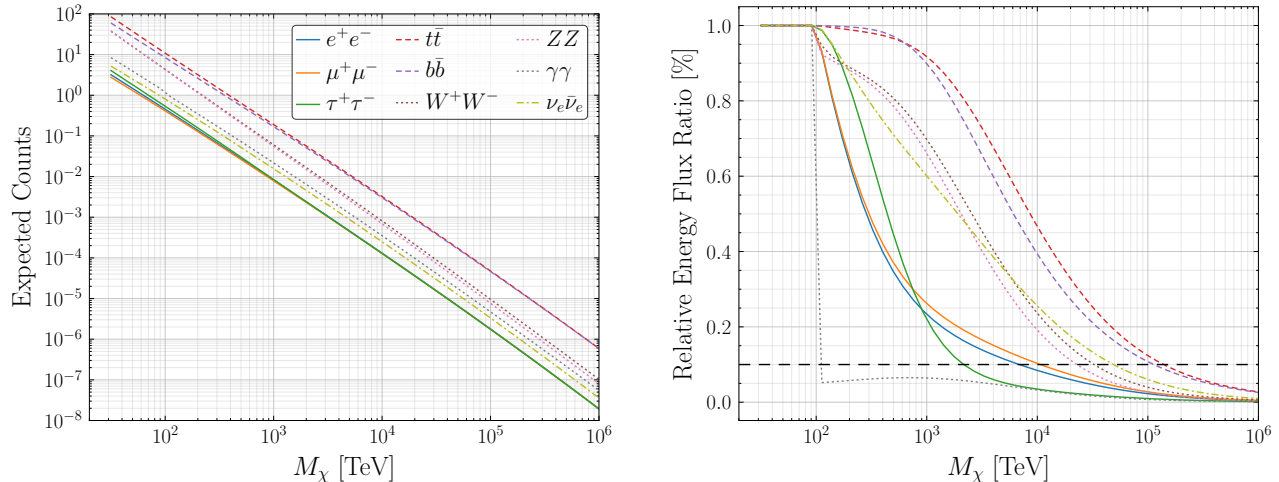 Expected Counts
10^2
10^1
10^0
10^{-1}
10^{-2}
10^{-3}
10^{-4}
10^{-5}
10^{-6}
10^{-7}
10^{-8}
e^+e^- tt̄ ZZ
μ^+μ^- bb̄ γγ
τ^+τ^- W^+W^- ν_eν̄_e
10^2 10^3 10^4 10^5 10^6
M_χ [TeV]
Relative Energy Flux Ratio [%]
1.0
0.8
0.6
0.4
0.2
0.0
10^2 10^3 10^4 10^5 10^6
M_χ [TeV]